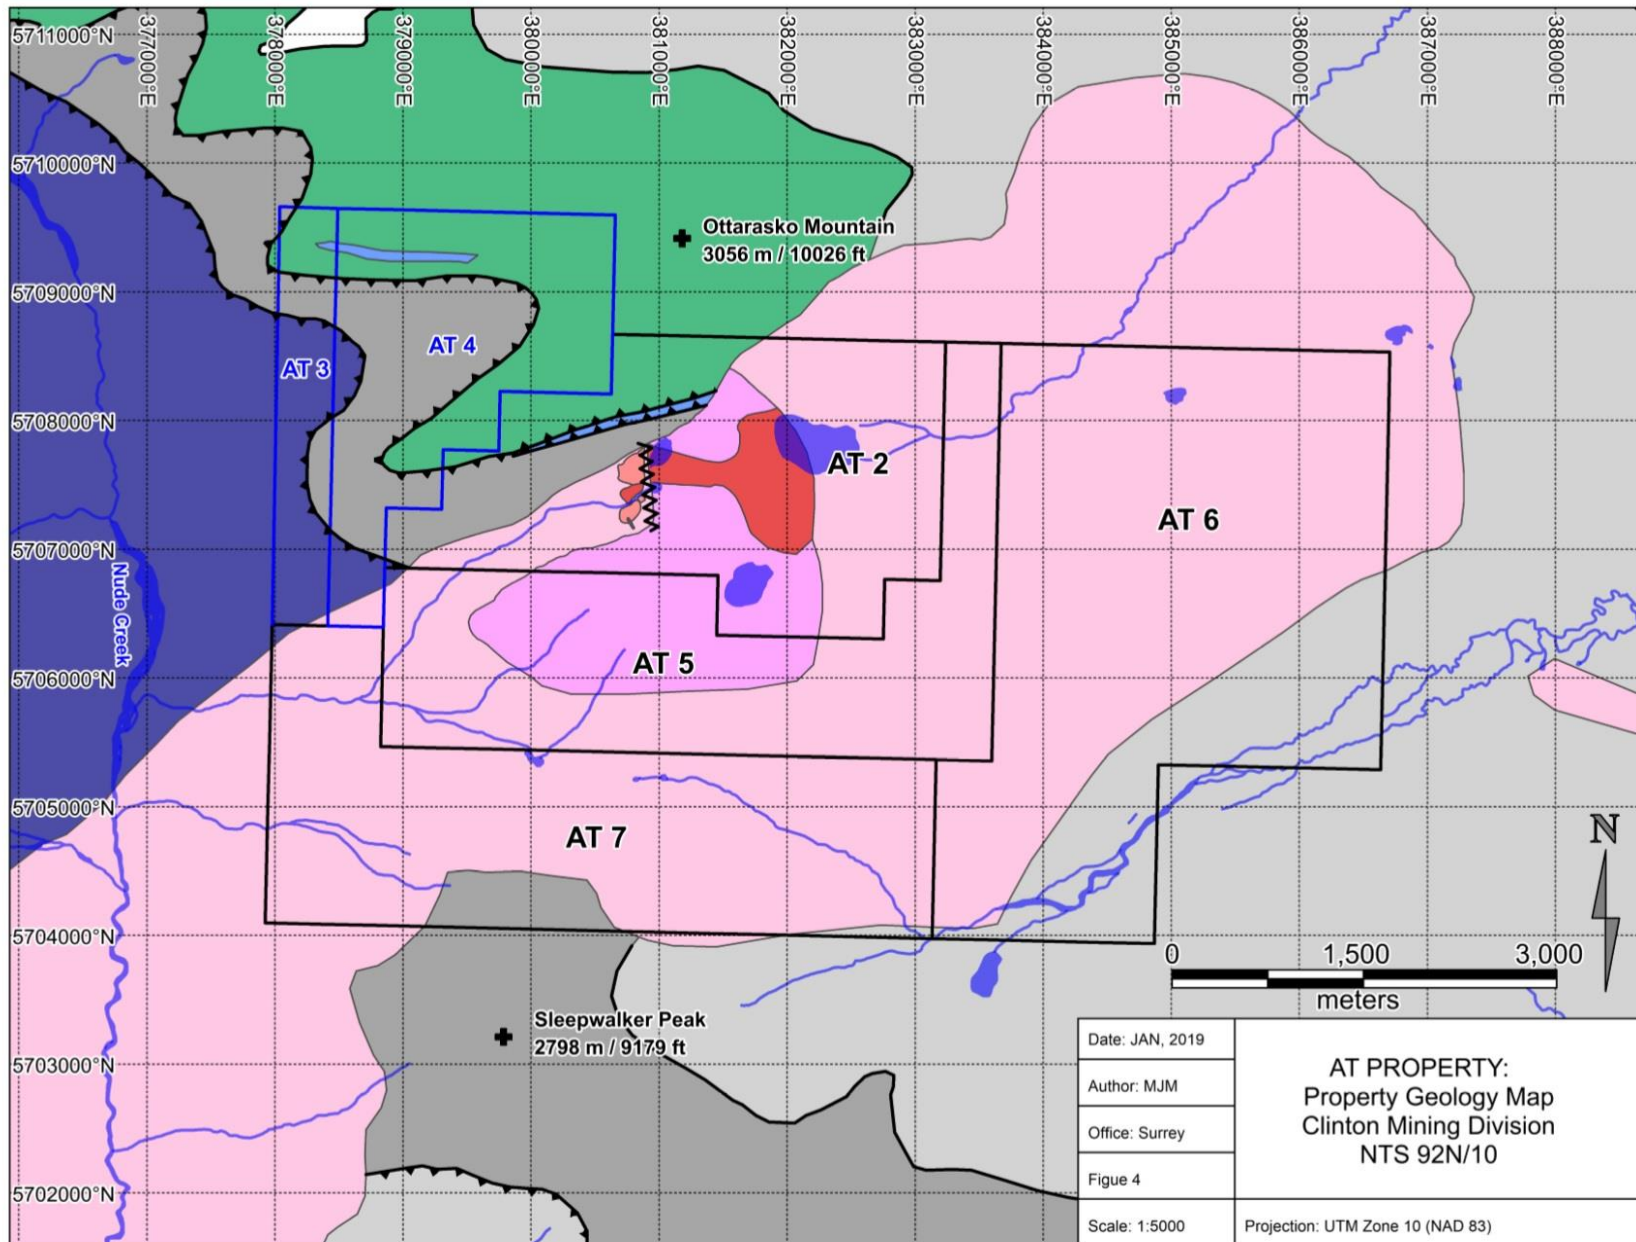 377000°E
378000°E
379000°E
380000°E
381000°E
382000°E
383000°E
384000°E
385000°E
386000°E
387000°E
388000°E
5711000°N
5710000°N
Ottarasko Mountain
3056 m / 10026 ft
5709000°N
AT 4
AT 3
5708000°N
AT 2
AT 6
5707000°N
Nude Creek
AT 5
5706000°N
5705000°N
AT 7
N
5704000°N
0 1,500 3,000
meters
Sleepwalker Peak
2798 m / 9179 ft
5703000°N
5702000°N
Date: JAN, 2019
Author: MJM
Office: Surrey
Figue 4
Scale: 1:5000
AT PROPERTY:
Property Geology Map
Clinton Mining Division
NTS 92N/10
Projection: UTM Zone 10 (NAD 83)